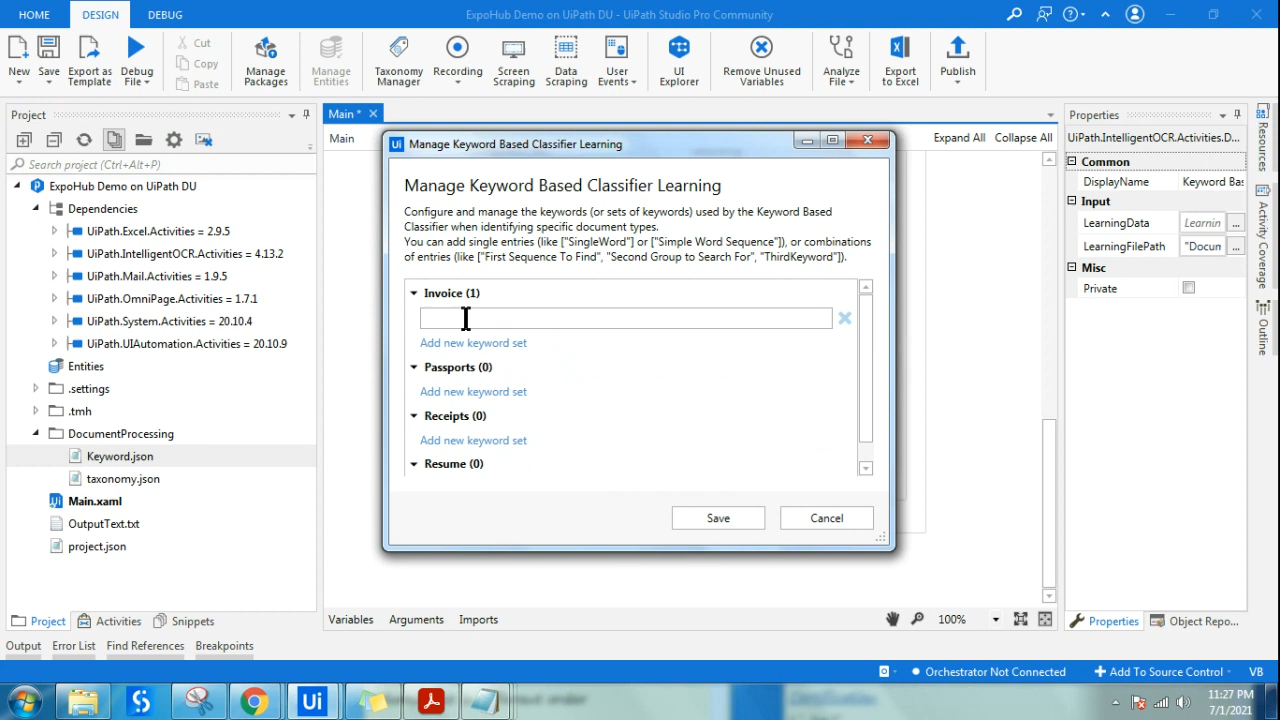 HOME
DESIGN
DEBUG
ExpoHub Demo on UiPath DU - UiPath Studio Pro Community
New
Save
Export as Template
Debug File
Cut
Copy
Paste
Manage Packages
Manage Entities
Taxonomy Manager
Recording
Screen Scraping
Data Scraping
User Events
UI Explorer
Remove Unused Variables
Analyze File
Export to Excel
Publish
Project
Search project (Ctrl+Alt+P)
ExpoHub Demo on UiPath DU
Dependencies
UiPath.Excel.Activities = 2.9.5
UiPath.IntelligentOCR.Activities = 4.13.2
UiPath.Mail.Activities = 1.9.5
UiPath.OmniPage.Activities = 1.7.1
UiPath.System.Activities = 20.10.4
UiPath.UIAutomation.Activities = 20.10.9
Entities
.settings
.tmh
DocumentProcessing
Keyword.json
taxonomy.json
Main.xaml
OutputText.txt
project.json
Project
Activities
Snippets
Output
Error List
Find References
Breakpoints
Main *
Main
Expand All
Collapse All
Manage Keyword Based Classifier Learning
Manage Keyword Based Classifier Learning
Configure and manage the keywords (or sets of keywords) used by the Keyword Based
Classifier when identifying specific document types.
You can add single entries (like ["SingleWord"] or ["Simple Word Sequence"]), or combinations
of entries (like ["First Sequence To Find", "Second Group to Search For", "ThirdKeyword"]).
Invoice (1)
Add new keyword set
Passports (0)
Add new keyword set
Receipts (0)
Add new keyword set
Resume (0)
Save
Cancel
Variables
Arguments
Imports
100%
Properties
UiPath.IntelligentOCR.Activities.D...
Common
DisplayName
Keyword Bas
Input
LearningData
Learnin
...
LearningFilePath
"Docun
...
Misc
Private
Properties
Object Repo...
Resources
Activity Coverage
Outline
Orchestrator Not Connected
Add To Source Control
VB
Ui
11:27 PM
7/1/2021